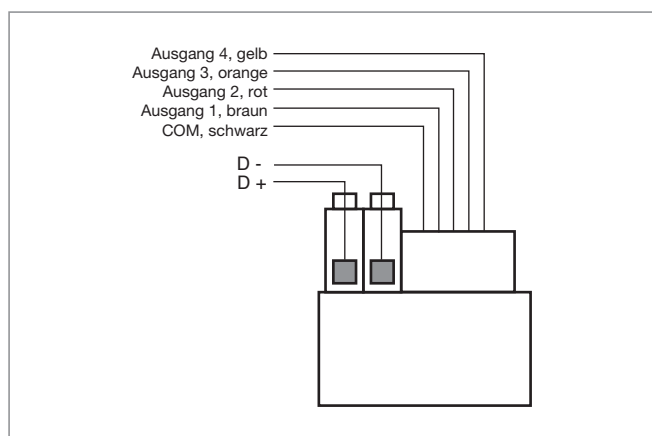 Ausgang 4, gelb
Ausgang 3, orange
Ausgang 2, rot
Ausgang 1, braun
COM, schwarz
D -
D +